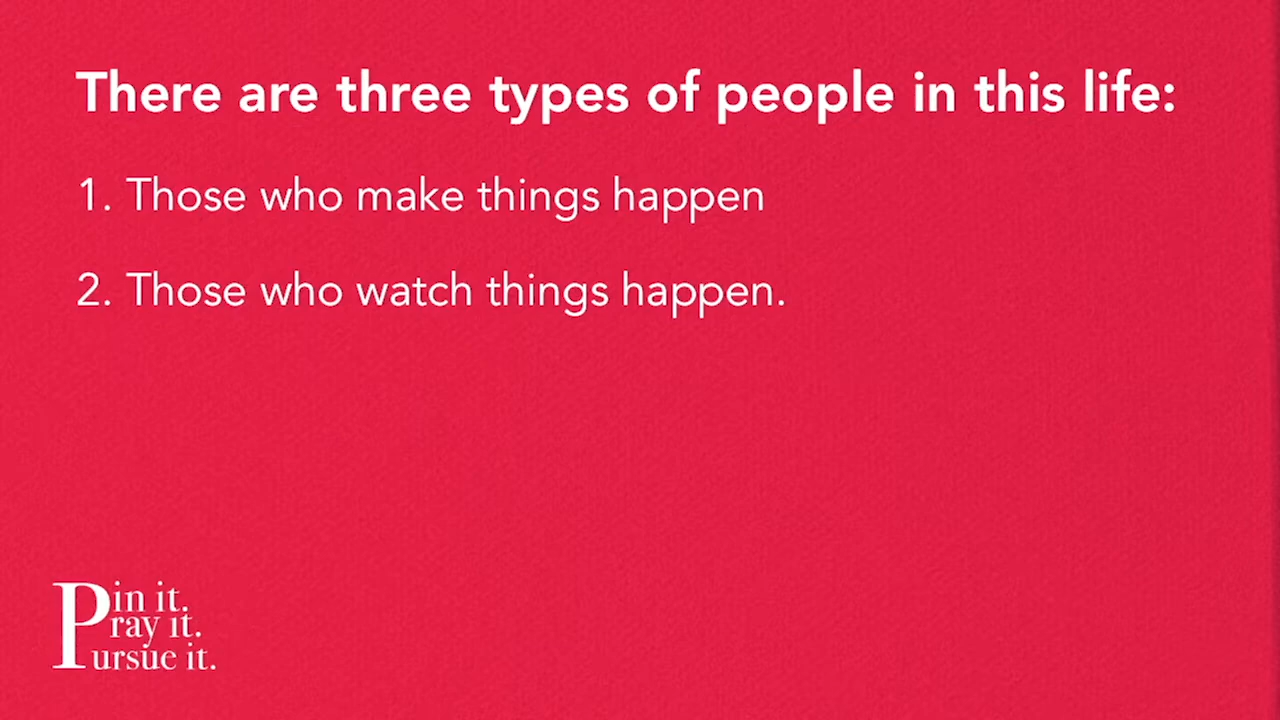 There are three types of people in this life:
1. Those who make things happen
2. Those who watch things happen.
Pin it.
Pray it.
Pursue it.